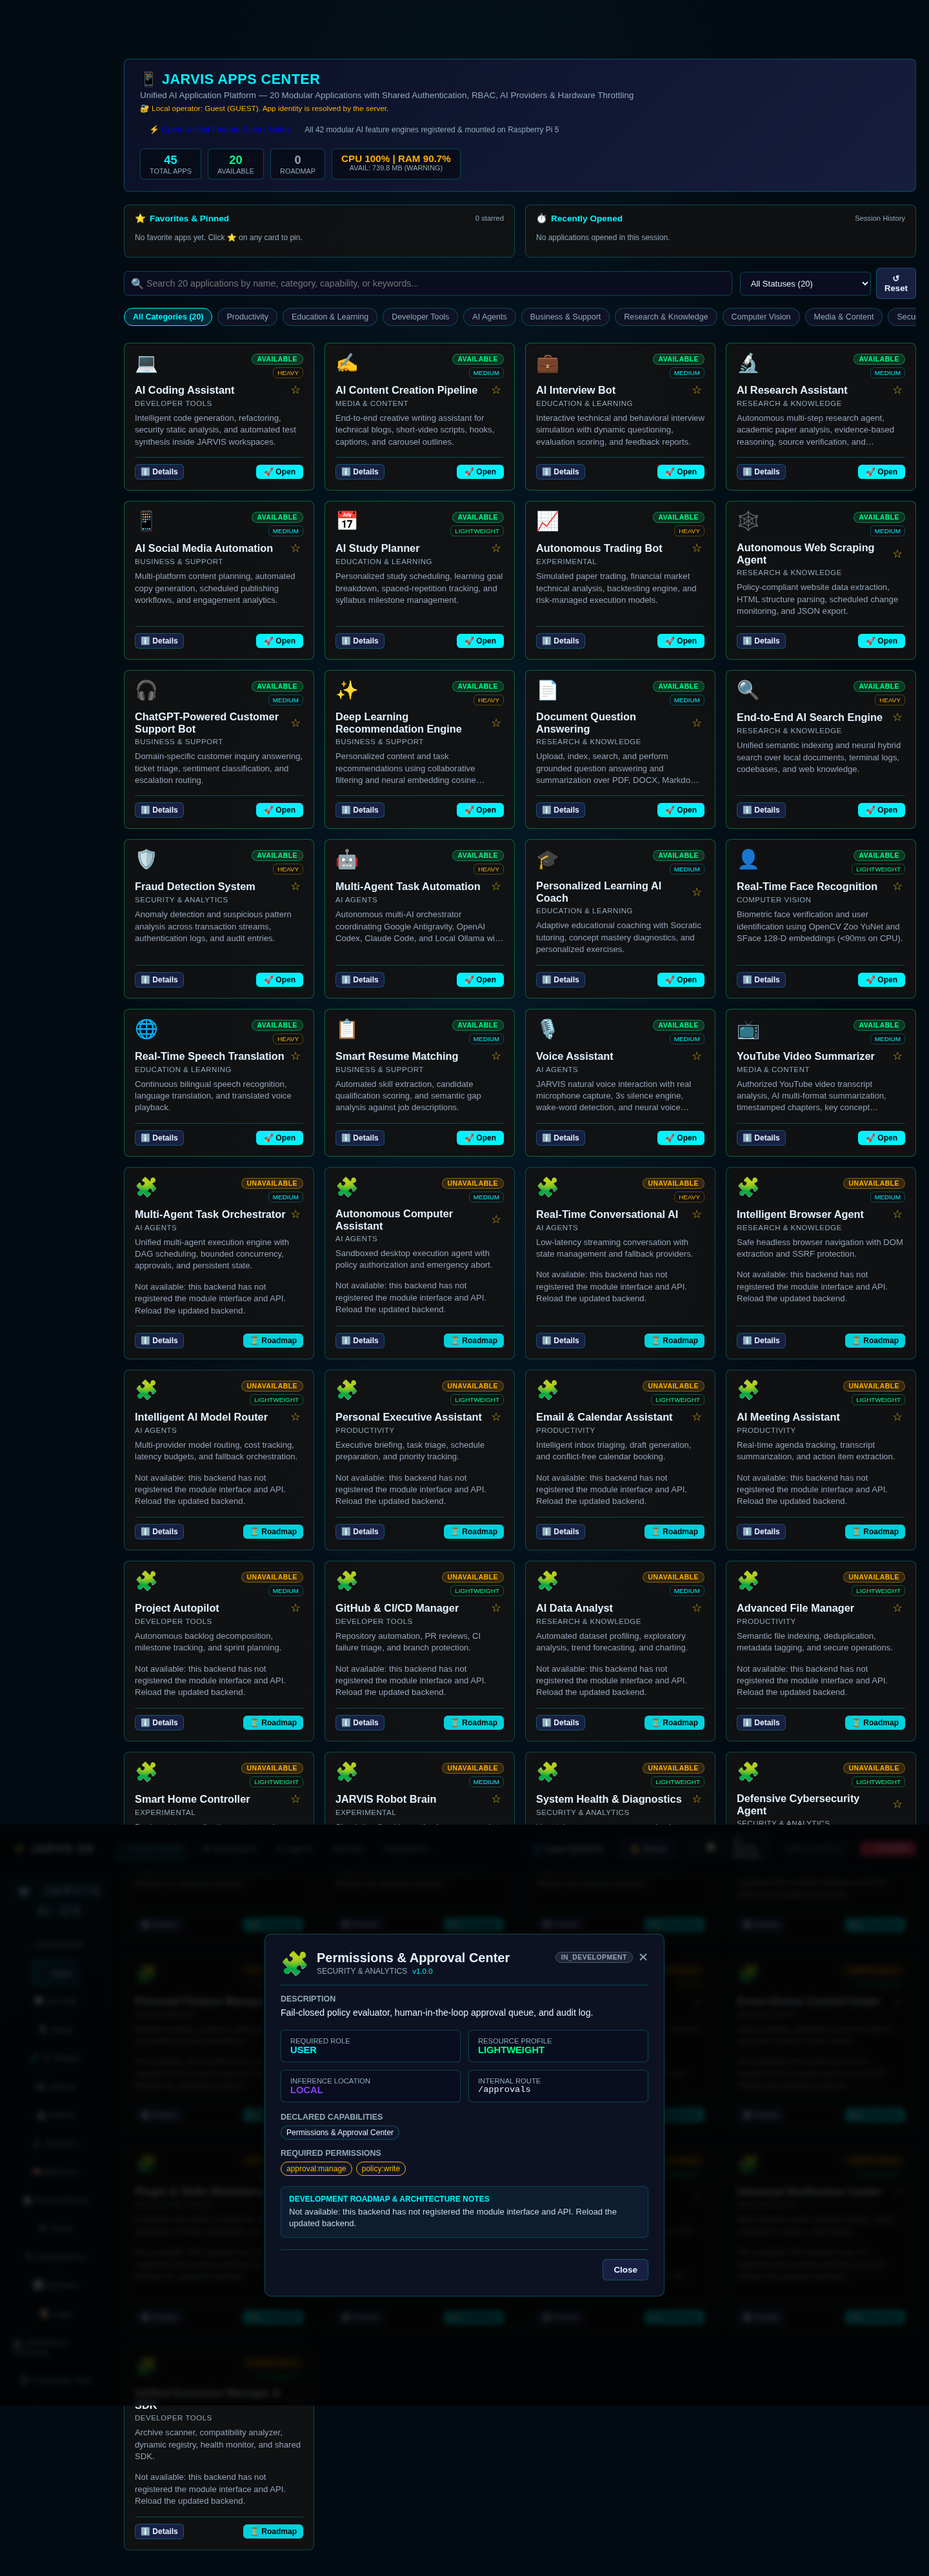 JARVIS APPS CENTER
Unified AI Application Platform — 20 Modular Applications with Shared Authentication, RBAC, AI Providers & Hardware Throttling
Local operator: Guest (GUEST). App identity is resolved by the server.
All 42 modular AI feature engines registered & mounted on Raspberry Pi 5
45
TOTAL APPS
20
AVAILABLE
0
ROADMAP
CPU 100% | RAM 90.7%
AVAIL: 739.8 MB (WARNING)
Favorites & Pinned
0 starred
No favorite apps yet. Click ⭐ on any card to pin.
Recently Opened
Session History
No applications opened in this session.
Search 20 applications by name, category, capability, or keywords...
All Statuses (20)
↺
Reset
All Categories (20)
Productivity
Education & Learning
Developer Tools
AI Agents
Business & Support
Research & Knowledge
Computer Vision
Media & Content
AVAILABLE
HEAVY
AI Coding Assistant
DEVELOPER TOOLS
Intelligent code generation, refactoring,
security static analysis, and automated test
synthesis inside JARVIS workspaces.
Details
Open
AVAILABLE
MEDIUM
AI Content Creation Pipeline
MEDIA & CONTENT
End-to-end creative writing assistant for
technical blogs, short-video scripts, hooks,
captions, and carousel outlines.
Details
Open
AVAILABLE
MEDIUM
AI Interview Bot
EDUCATION & LEARNING
Interactive technical and behavioral interview
simulation with dynamic questioning,
evaluation scoring, and feedback reports.
Details
Open
AVAILABLE
MEDIUM
AI Research Assistant
RESEARCH & KNOWLEDGE
Autonomous multi-step research agent,
academic paper analysis, evidence-based
reasoning, source verification, and…
Details
Open
AVAILABLE
MEDIUM
AI Social Media Automation
BUSINESS & SUPPORT
Multi-platform content planning, automated
copy generation, scheduled publishing
workflows, and engagement analytics.
Details
Open
AVAILABLE
LIGHTWEIGHT
AI Study Planner
EDUCATION & LEARNING
Personalized study scheduling, learning goal
breakdown, spaced-repetition tracking, and
syllabus milestone management.
Details
Open
AVAILABLE
HEAVY
Autonomous Trading Bot
EXPERIMENTAL
Simulated paper trading, financial market
technical analysis, backtesting engine, and
risk-managed execution models.
Details
Open
AVAILABLE
MEDIUM
Autonomous Web Scraping
Agent
RESEARCH & KNOWLEDGE
Policy-compliant website data extraction,
HTML structure parsing, scheduled change
monitoring, and JSON export.
Details
Open
AVAILABLE
MEDIUM
ChatGPT-Powered Customer
Support Bot
BUSINESS & SUPPORT
Domain-specific customer inquiry answering,
ticket triage, sentiment classification, and
escalation routing.
Details
Open
AVAILABLE
HEAVY
Deep Learning
Recommendation Engine
BUSINESS & SUPPORT
Personalized content and task
recommendations using collaborative
filtering and neural embedding cosine…
Details
Open
AVAILABLE
MEDIUM
Document Question
Answering
RESEARCH & KNOWLEDGE
Upload, index, search, and perform
grounded question answering and
summarization over PDF, DOCX, Markdo…
Details
Open
AVAILABLE
HEAVY
End-to-End AI Search Engine
RESEARCH & KNOWLEDGE
Unified semantic indexing and neural hybrid
search over local documents, terminal logs,
codebases, and web knowledge.
Details
Open
AVAILABLE
HEAVY
Fraud Detection System
SECURITY & ANALYTICS
Anomaly detection and suspicious pattern
analysis across transaction streams,
authentication logs, and audit entries.
Details
Open
AVAILABLE
HEAVY
Multi-Agent Task Automation
AI AGENTS
Autonomous multi-AI orchestrator
coordinating Google Antigravity, OpenAI
Codex, Claude Code, and Local Ollama wi…
Details
Open
AVAILABLE
MEDIUM
Personalized Learning AI
Coach
EDUCATION & LEARNING
Adaptive educational coaching with Socratic
tutoring, concept mastery diagnostics, and
personalized exercises.
Details
Open
AVAILABLE
LIGHTWEIGHT
Real-Time Face Recognition
COMPUTER VISION
Biometric face verification and user
identification using OpenCV Zoo YuNet and
SFace 128-D embeddings (<90ms on CPU).
Details
Open
AVAILABLE
HEAVY
Real-Time Speech Translation
EDUCATION & LEARNING
Continuous bilingual speech recognition,
language translation, and translated voice
playback.
Details
Open
AVAILABLE
MEDIUM
Smart Resume Matching
BUSINESS & SUPPORT
Automated skill extraction, candidate
qualification scoring, and semantic gap
analysis against job descriptions.
Details
Open
AVAILABLE
MEDIUM
Voice Assistant
AI AGENTS
JARVIS natural voice interaction with real
microphone capture, 3s silence engine,
wake-word detection, and neural voice…
Details
Open
AVAILABLE
MEDIUM
YouTube Video Summarizer
MEDIA & CONTENT
Authorized YouTube video transcript
analysis, AI multi-format summarization,
timestamped chapters, key concept…
Details
Open
UNAVAILABLE
MEDIUM
Multi-Agent Task Orchestrator
AI AGENTS
Unified multi-agent execution engine with
DAG scheduling, bounded concurrency,
approvals, and persistent state.
Not available: this backend has not
registered the module interface and API.
Reload the updated backend.
Details
Roadmap
UNAVAILABLE
MEDIUM
Autonomous Computer
Assistant
AI AGENTS
Sandboxed desktop execution agent with
policy authorization and emergency abort.
Not available: this backend has not
registered the module interface and API.
Reload the updated backend.
Details
Roadmap
UNAVAILABLE
HEAVY
Real-Time Conversational AI
AI AGENTS
Low-latency streaming conversation with
state management and fallback providers.
Not available: this backend has not
registered the module interface and API.
Reload the updated backend.
Details
Roadmap
UNAVAILABLE
MEDIUM
Intelligent Browser Agent
RESEARCH & KNOWLEDGE
Safe headless browser navigation with DOM
extraction and SSRF protection.
Not available: this backend has not
registered the module interface and API.
Reload the updated backend.
Details
Roadmap
UNAVAILABLE
LIGHTWEIGHT
Intelligent AI Model Router
AI AGENTS
Multi-provider model routing, cost tracking,
latency budgets, and fallback orchestration.
Not available: this backend has not
registered the module interface and API.
Reload the updated backend.
Details
Roadmap
UNAVAILABLE
LIGHTWEIGHT
Personal Executive Assistant
PRODUCTIVITY
Executive briefing, task triage, schedule
preparation, and priority tracking.
Not available: this backend has not
registered the module interface and API.
Reload the updated backend.
Details
Roadmap
UNAVAILABLE
LIGHTWEIGHT
Email & Calendar Assistant
PRODUCTIVITY
Intelligent inbox triaging, draft generation,
and conflict-free calendar booking.
Not available: this backend has not
registered the module interface and API.
Reload the updated backend.
Details
Roadmap
UNAVAILABLE
LIGHTWEIGHT
AI Meeting Assistant
PRODUCTIVITY
Real-time agenda tracking, transcript
summarization, and action item extraction.
Not available: this backend has not
registered the module interface and API.
Reload the updated backend.
Details
Roadmap
UNAVAILABLE
MEDIUM
Project Autopilot
DEVELOPER TOOLS
Autonomous backlog decomposition,
milestone tracking, and sprint planning.
Not available: this backend has not
registered the module interface and API.
Reload the updated backend.
Details
Roadmap
UNAVAILABLE
LIGHTWEIGHT
GitHub & CI/CD Manager
DEVELOPER TOOLS
Repository automation, PR reviews, CI
failure triage, and branch protection.
Not available: this backend has not
registered the module interface and API.
Reload the updated backend.
Details
Roadmap
UNAVAILABLE
MEDIUM
AI Data Analyst
RESEARCH & KNOWLEDGE
Automated dataset profiling, exploratory
analysis, trend forecasting, and charting.
Not available: this backend has not
registered the module interface and API.
Reload the updated backend.
Details
Roadmap
UNAVAILABLE
LIGHTWEIGHT
Advanced File Manager
PRODUCTIVITY
Semantic file indexing, deduplication,
metadata tagging, and secure operations.
Not available: this backend has not
registered the module interface and API.
Reload the updated backend.
Details
Roadmap
UNAVAILABLE
LIGHTWEIGHT
Smart Home Controller
EXPERIMENTAL
UNAVAILABLE
MEDIUM
JARVIS Robot Brain
EXPERIMENTAL
UNAVAILABLE
LIGHTWEIGHT
System Health & Diagnostics
SECURITY & ANALYTICS
UNAVAILABLE
LIGHTWEIGHT
Defensive Cybersecurity
Agent
SECURITY & ANALYTICS
Permissions & Approval Center
SECURITY & ANALYTICS v1.0.0
IN_DEVELOPMENT
✕
DESCRIPTION
Fail-closed policy evaluator, human-in-the-loop approval queue, and audit log.
REQUIRED ROLE
USER
RESOURCE PROFILE
LIGHTWEIGHT
INFERENCE LOCATION
LOCAL
INTERNAL ROUTE
/approvals
DECLARED CAPABILITIES
Permissions & Approval Center
REQUIRED PERMISSIONS
approval:manage
policy:write
DEVELOPMENT ROADMAP & ARCHITECTURE NOTES
Not available: this backend has not registered the module interface and API. Reload the
updated backend.
Close
SDK
DEVELOPER TOOLS
Archive scanner, compatibility analyzer,
dynamic registry, health monitor, and shared
SDK.
Not available: this backend has not
registered the module interface and API.
Reload the updated backend.
Details
Roadmap